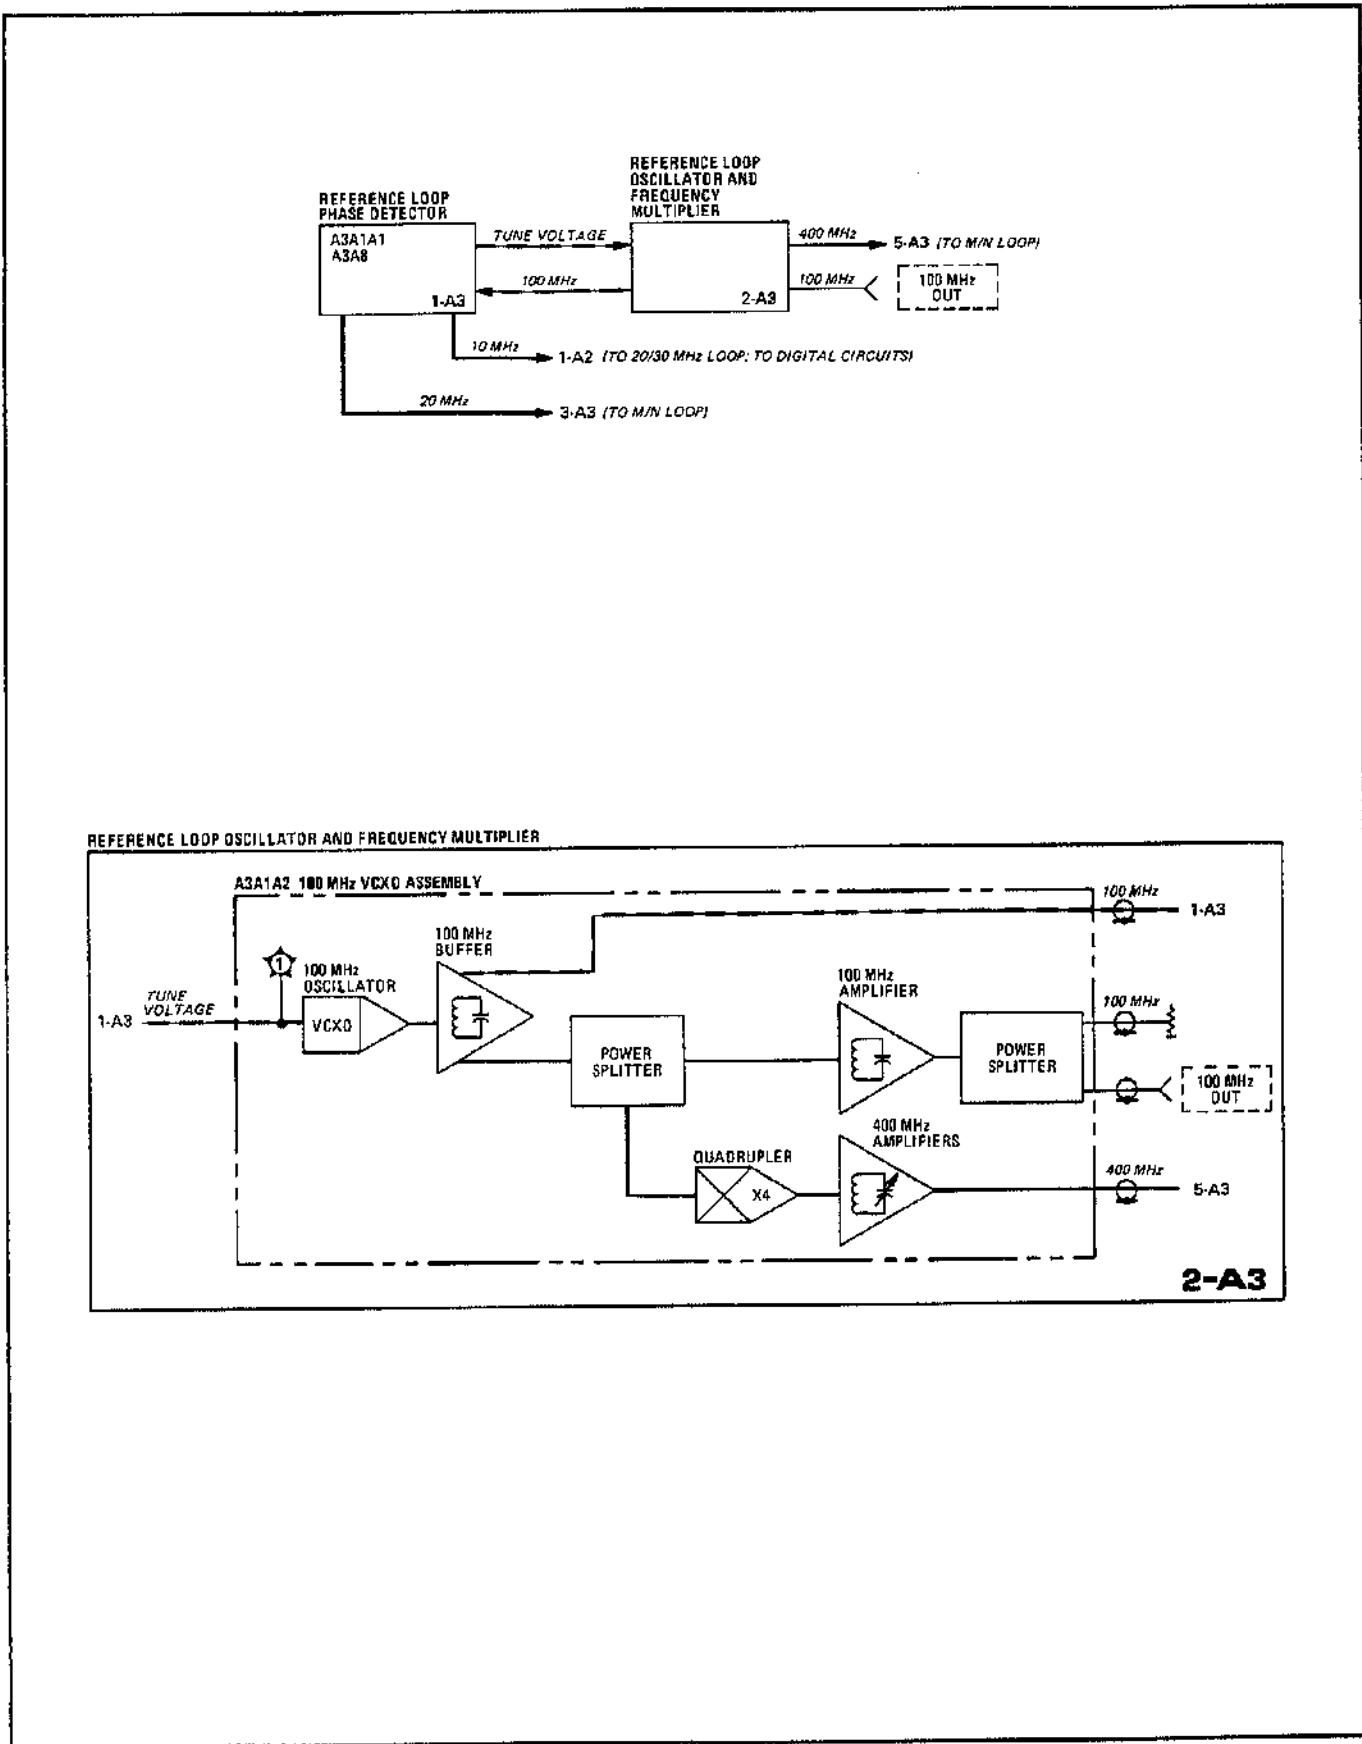 REFERENCE LOOP
OSCILLATOR AND
FREQUENCY
MULTIPLIER
REFERENCE LOOP
PHASE DETECTOR
A3A1A1
A3A8
1-A3
TUNE VOLTAGE
100 MHz
2-A3
400 MHz
5-A3 (TO M/N LOOP)
100 MHz
100 MHz
OUT
10 MHz
1-A2 (TO 20/30 MHz LOOP; TO DIGITAL CIRCUITS)
20 MHz
3-A3 (TO M/N LOOP)
REFERENCE LOOP OSCILLATOR AND FREQUENCY MULTIPLIER
A3A1A2 100 MHz VCXO ASSEMBLY
100 MHz
1-A3
100 MHz
BUFFER
1
100 MHz
OSCILLATOR
VCXO
1-A3
TUNE
VOLTAGE
POWER
SPLITTER
100 MHz
AMPLIFIER
POWER
SPLITTER
100 MHz
100 MHz
OUT
QUADRUPLER
X4
400 MHz
AMPLIFIERS
400 MHz
5-A3
2-A3